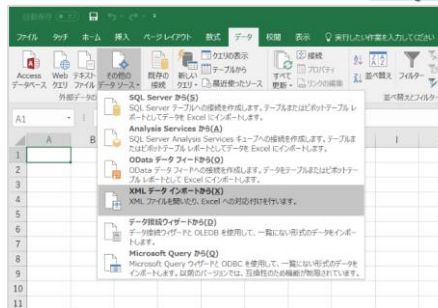 自動保存
ファイル タッチ ホーム 挿入 ページレイアウト 数式 データ 校閲 表示 実行したい作業を入力してください
Access Web テキスト その他の 既存の 新しい クエリの表示 テーブルから 最近使ったソース すべて 接続 プロパティ リンクの編集 並べ替え フィルター
データベース クエリ ファイル データ ソース 接続 クエリ 更新
外部データの 並べ替えとフィルター
SQL Server から(S)
SQL Server テーブルへの接続を作成します。テーブルまたはピボットテーブル レ
ポートとしてデータを Excel にインポートします。
A1
Analysis Services から(A)
SQL Server Analysis Services キューブへの接続を作成します。テーブルま
たはピボットテーブル レポートとしてデータを Excel にインポートします。
A B I
OData データ フィードから(O)
OData データ フィードへの接続を作成します。データをテーブルまたはピボットテー
ブル レポートとして Excel にインポートします。
XML データ インポートから(X)
XML ファイルを開いたり、Excel への対応付けを行います。
データ接続ウィザードから(D)
データ接続ウィザードと OLEDB を使用して、一覧にない形式のデータをインポー
トします。
Microsoft Query から(Q)
Microsoft Query ウィザードと ODBC を使用して、一覧にない形式のデータを
インポートします。以前のバージョンでは、互換性のため機能が制限されています。
1
2
3
4
5
6
7
8
9
10
11